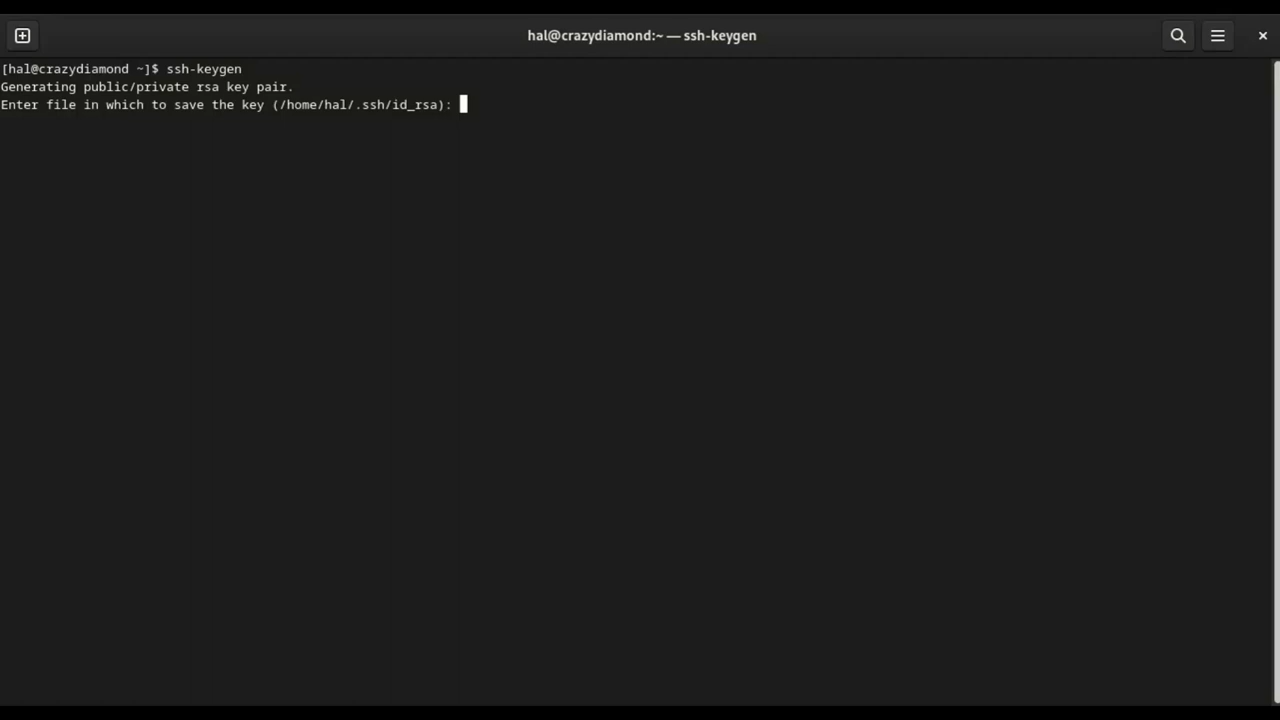 hal@crazydiamond:~ — ssh-keygen
[hal@crazydiamond ~]$ ssh-keygen
Generating public/private rsa key pair.
Enter file in which to save the key (/home/hal/.ssh/id_rsa):